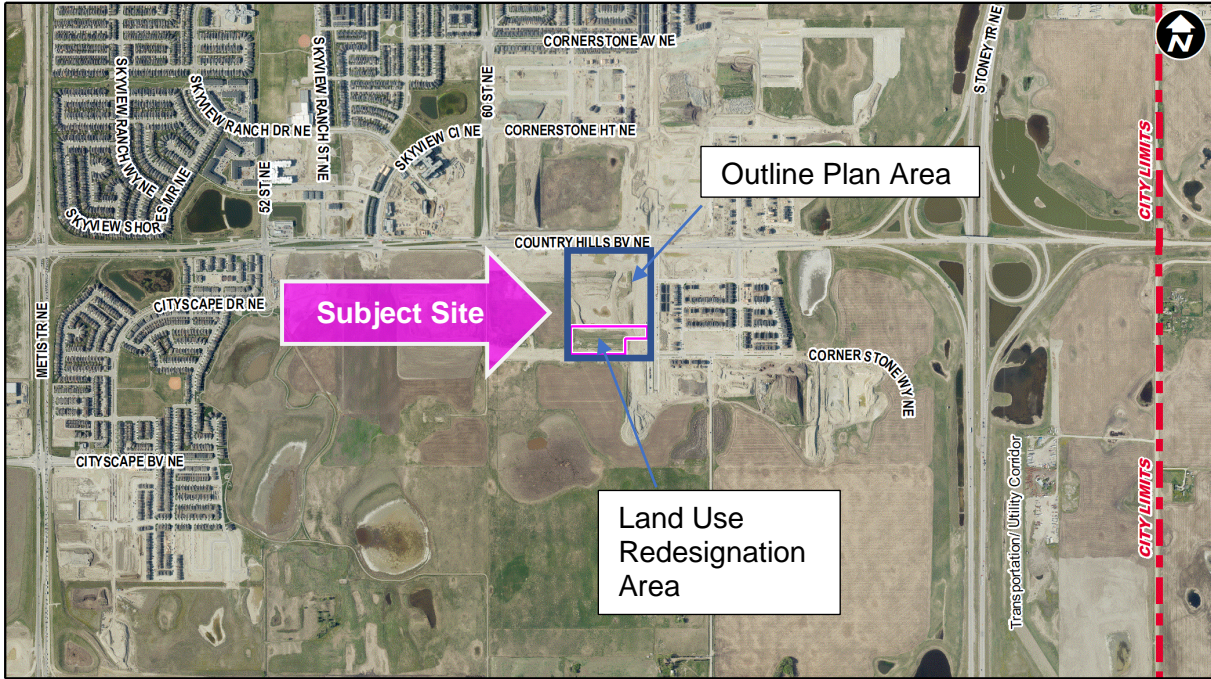 N
CORNERSTONE AV NE
STONEY TR NE
SKYVIEW RANCH ST NE
SKYVIEW RANCH WY NE
SKYVIEW RANCH DR NE
60 ST NE
CORNERSTONE HT NE
SKYVIEW CI NE
52 ST NE
SKYVIEW SHORES MR NE
Outline Plan Area
CITY LIMITS
COUNTRY HILLS BV NE
CITYSCAPE DR NE
Subject Site
METIS TR NE
CORNERSTONE WY NE
CITYSCAPE BV NE
Land Use
Redesignation
Area
Transportation/ Utility Corridor
CITY LIMITS